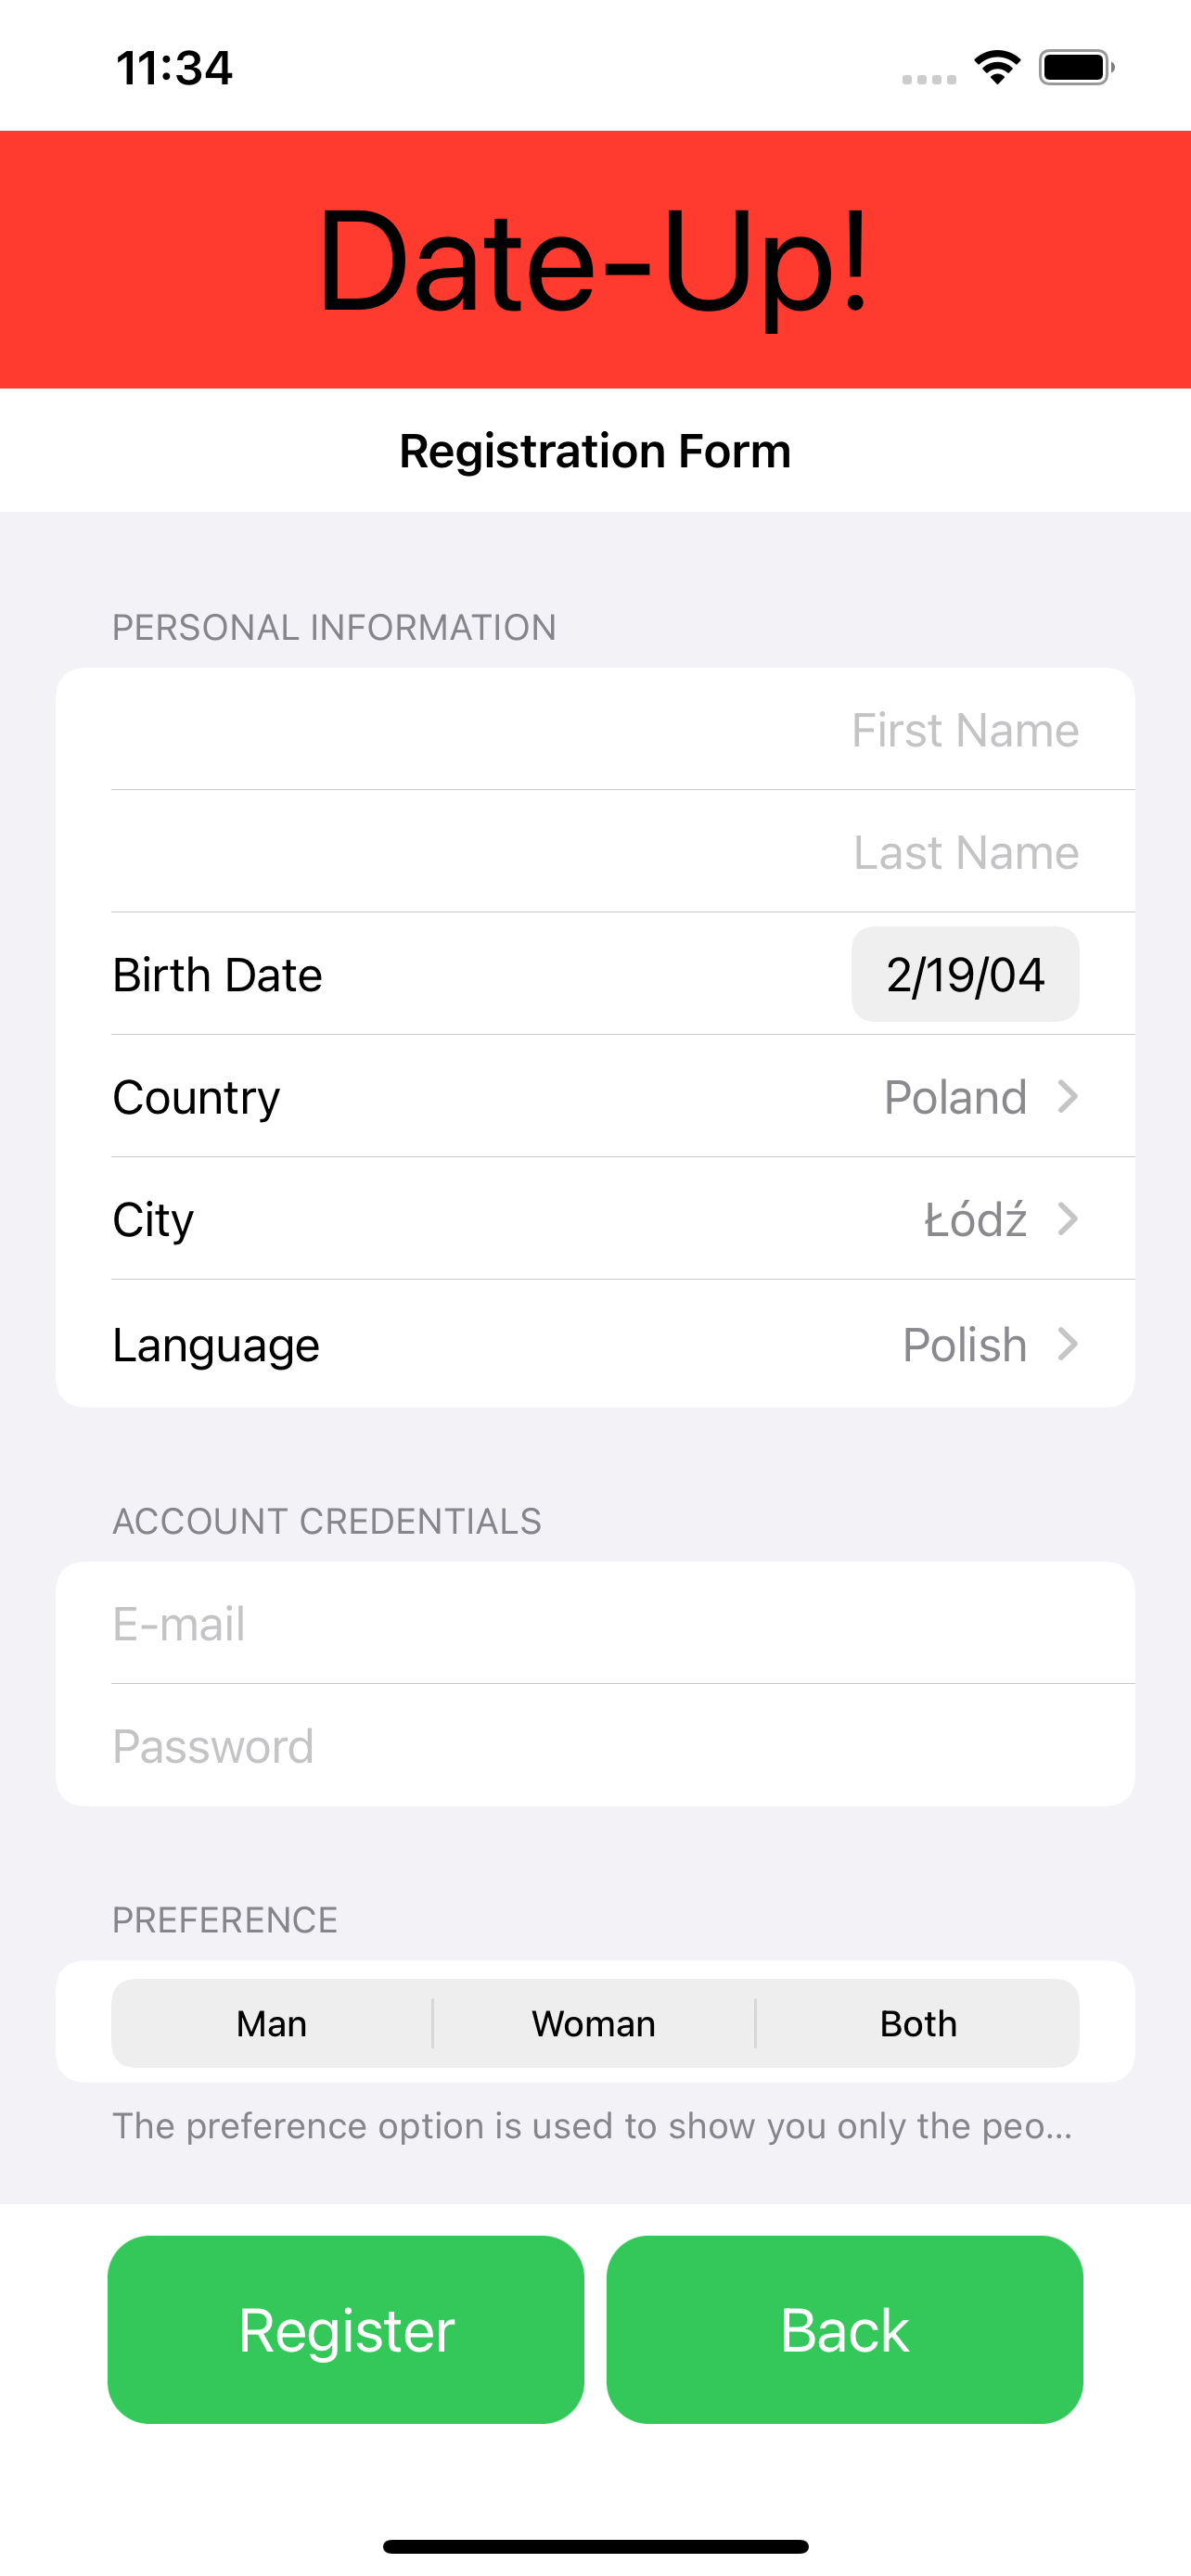 11:34
Date-Up!
Registration Form
PERSONAL INFORMATION
First Name
Last Name
Birth Date 2/19/04
Country Poland
City Łódź
Language Polish
ACCOUNT CREDENTIALS
E-mail
Password
PREFERENCE
Man Woman Both
The preference option is used to show you only the peo...
Register Back